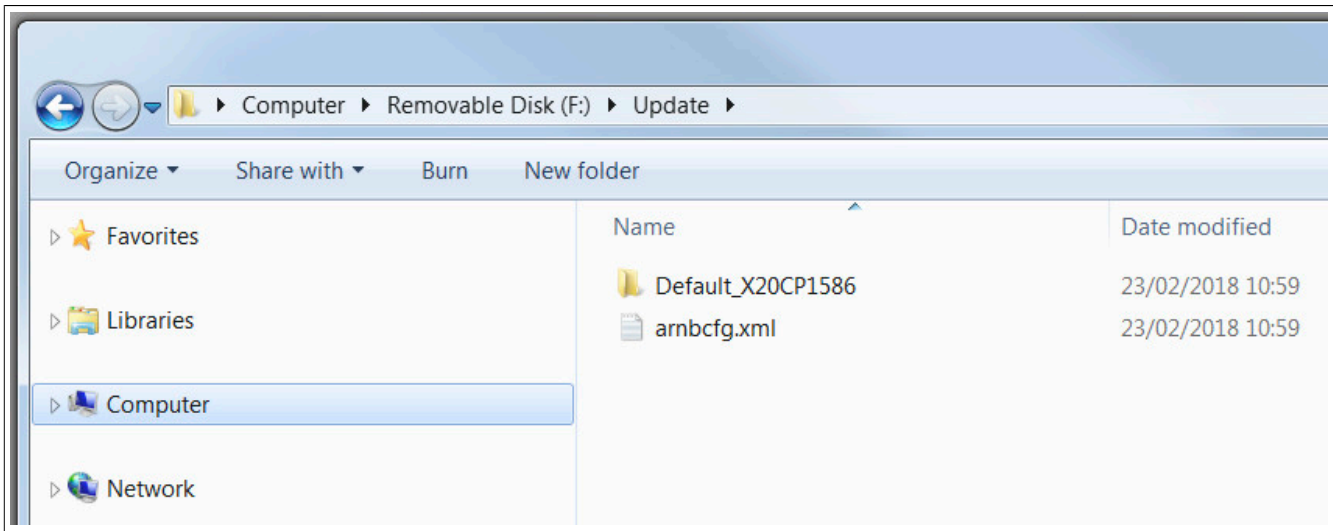 Computer Removable Disk (F:) Update
Organize Share with Burn New folder
Favorites
Libraries
Computer
Network
Name Date modified
Default_X20CP1586 23/02/2018 10:59
arnbcfg.xml 23/02/2018 10:59